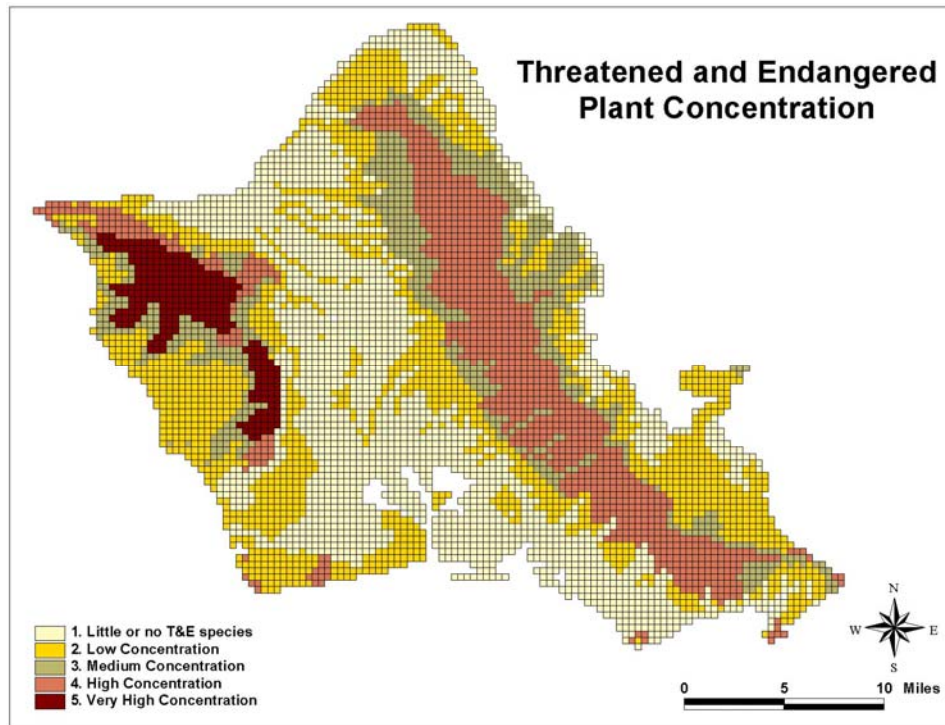 Threatened and Endangered
Plant Concentration
1. Little or no T&E species
2. Low Concentration
3. Medium Concentration
4. High Concentration
5. Very High Concentration
N
W E
S
0 5 10 Miles